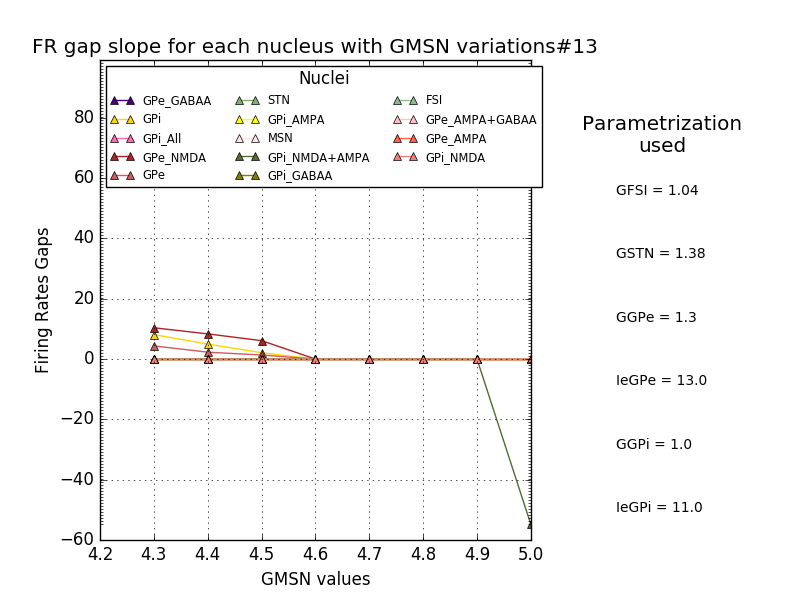 FR gap slope for each nucleus with GMSN variations#13
Nuclei
GPe_GABAA STN FSI
GPi GPi_AMPA GPe_AMPA+GABAA
GPi_All MSN GPe_AMPA
GPe_NMDA GPi_NMDA+AMPA GPi_NMDA
GPe GPi_GABAA
80
60
40
20
0
−20
−40
−60
Firing Rates Gaps
4.2 4.3 4.4 4.5 4.6 4.7 4.8 4.9 5.0
GMSN values
Parametrization
used
GFSI = 1.04
GSTN = 1.38
GGPe = 1.3
IeGPe = 13.0
GGPi = 1.0
IeGPi = 11.0